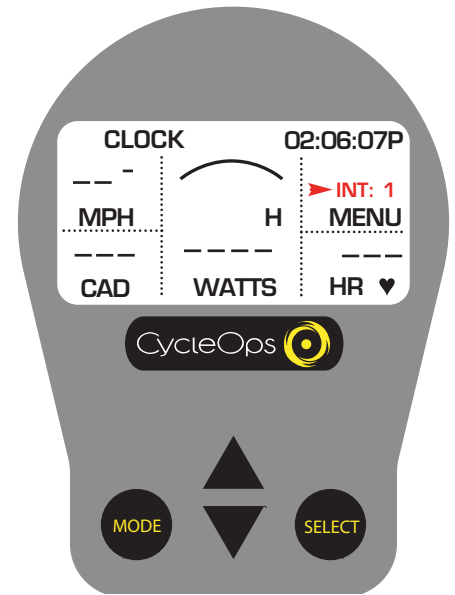 CLOCK 02:06:07P
-- -
INT: 1
MPH H MENU
--- ---- ---
CAD WATTS HR ♥
CycleOps
MODE SELECT